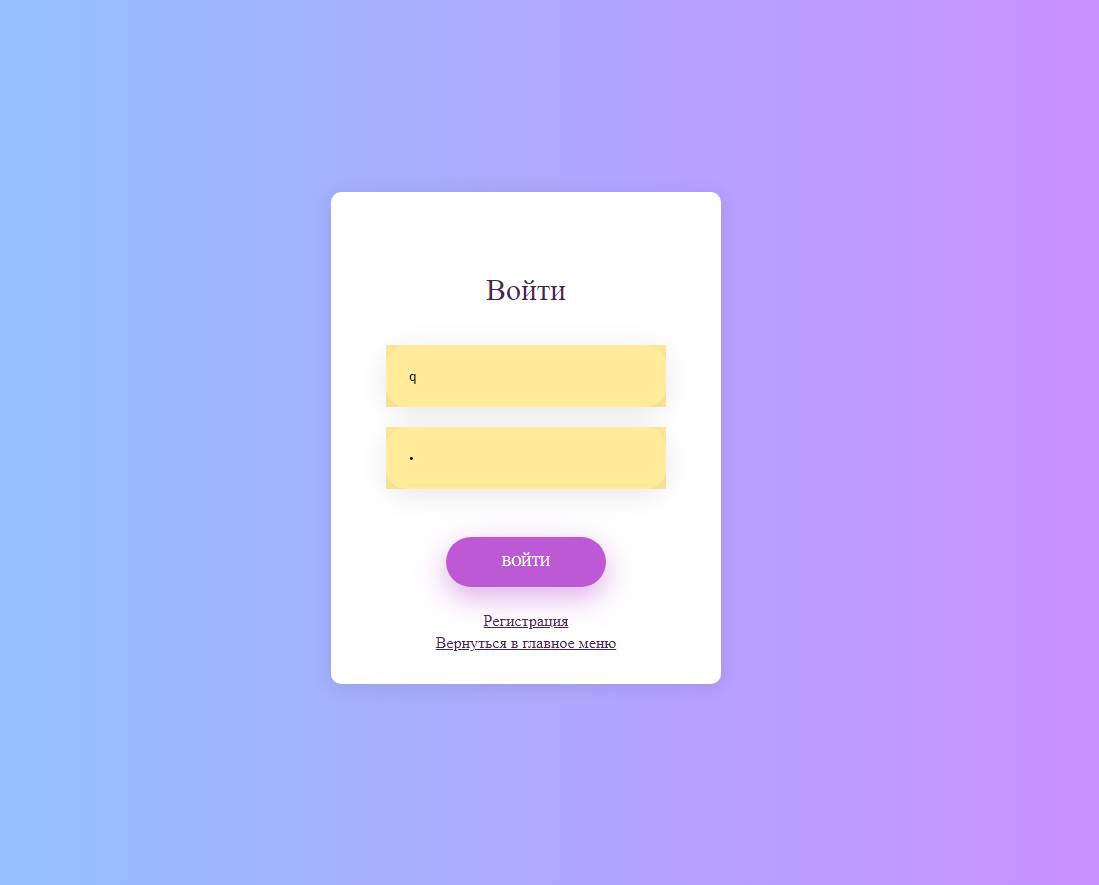 Войти
q
•
ВОЙТИ
Регистрация
Вернуться в главное меню